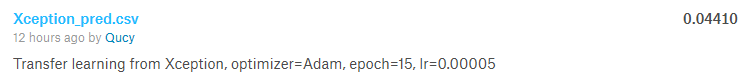 Xception_pred.csv 0.04410
12 hours ago by Qucy
Transfer learning from Xception, optimizer=Adam, epoch=15, lr=0.00005